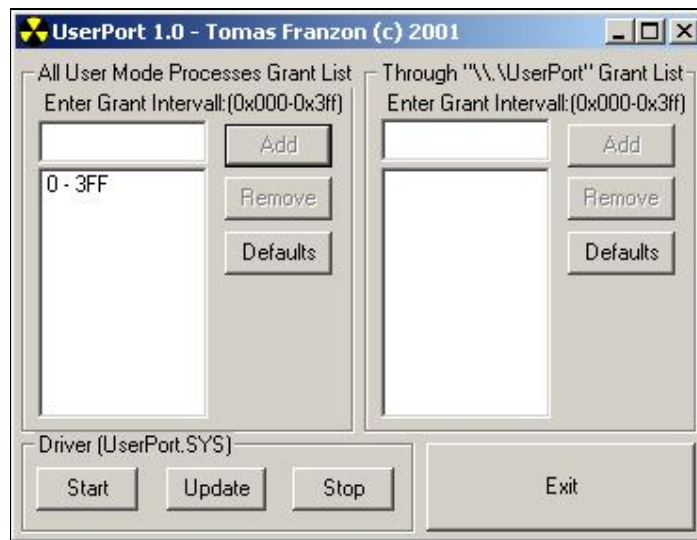 UserPort 1.0 - Tomas Franzon (c) 2001
All User Mode Processes Grant List
Enter Grant Intervall:(0x000-0x3ff)
Add
0 - 3FF
Remove
Defaults
Through "\\.\UserPort" Grant List
Enter Grant Intervall:(0x000-0x3ff)
Add
Remove
Defaults
Driver (UserPort.SYS)
Start Update Stop
Exit